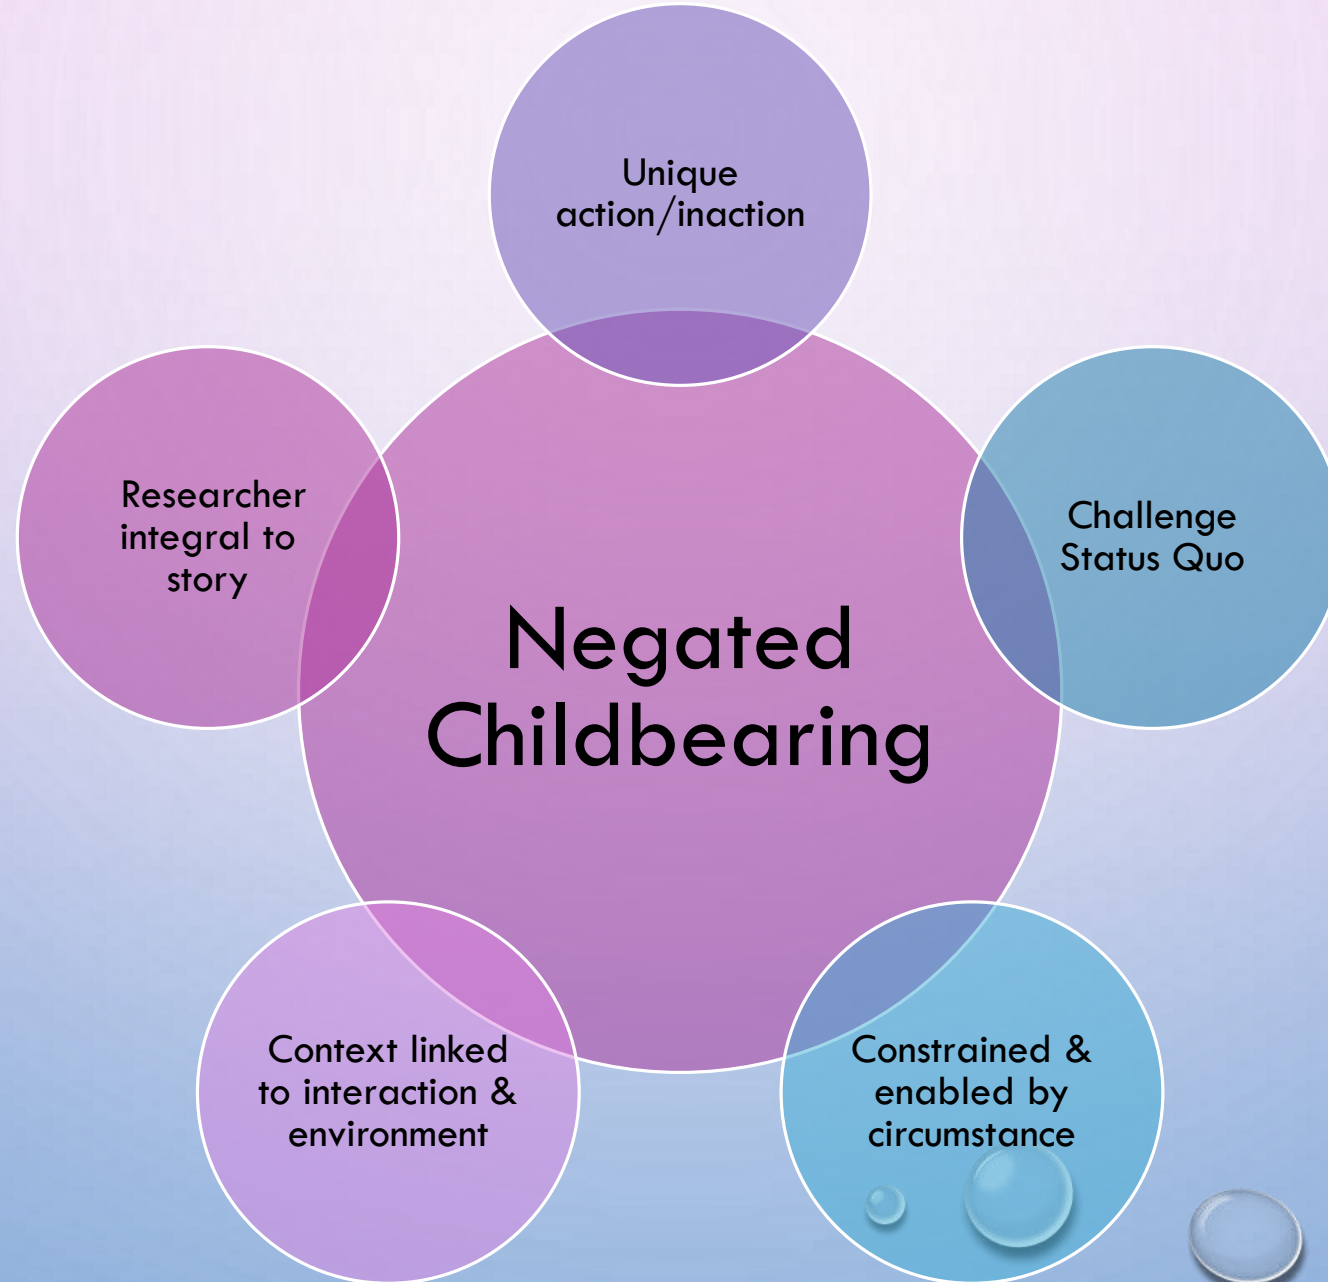 Unique
action/inaction
Challenge
Status Quo
Constrained &
enabled by
circumstance
Context linked
to interaction &
environment
Researcher
integral to
story
Negated
Childbearing